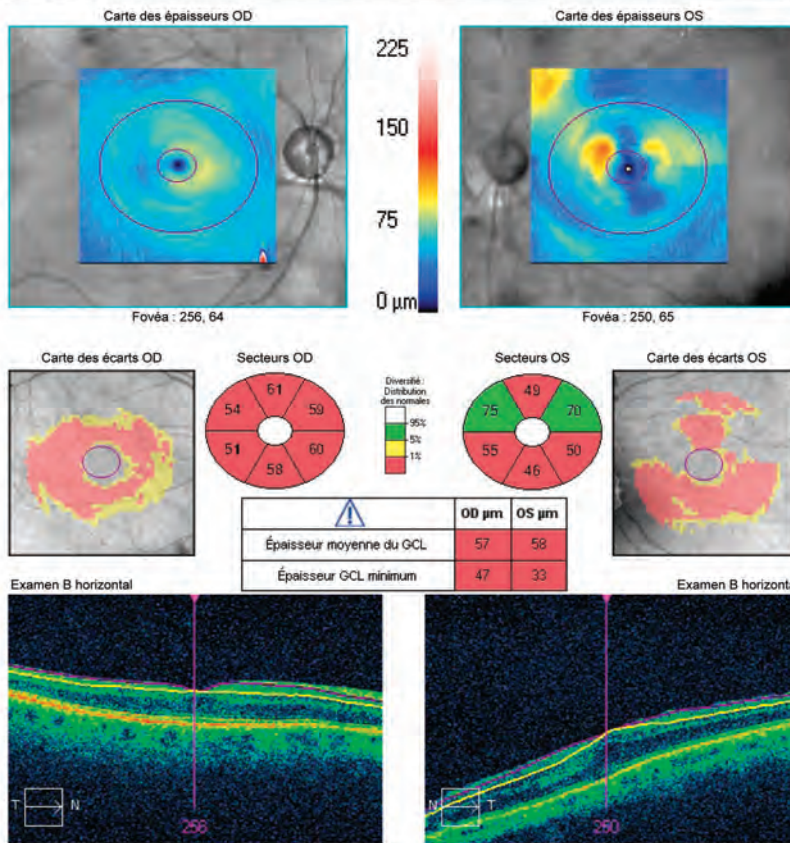 Carte des épaisseurs OD
Carte des épaisseurs OS
225
150
75
0 µm
Fovéa : 256, 64
Fovéa : 250, 65
Carte des écarts OD
Secteurs OD
Secteurs OS
Carte des écarts OS
61
54
59
51
60
58
Diversifié :
Distribution
des normales
95%
5%
1%
49
75
70
55
50
46
OD µm
OS µm
Épaisseur moyenne du GCL
57
58
Épaisseur GCL minimum
47
33
Examen B horizontal
Examen B horizonta
T
N
256
N
T
250